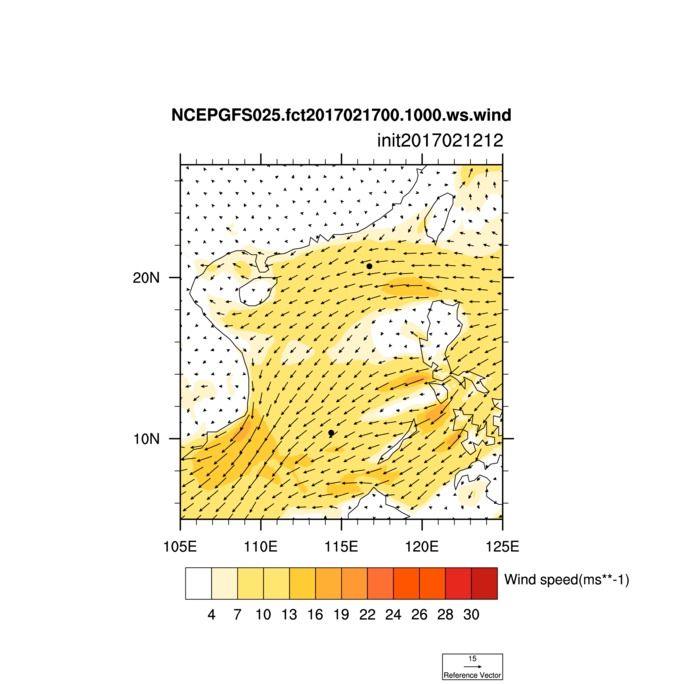 NCEPGFS025.fct2017021700.1000.ws.wind
init2017021212
20N
10N
105E 110E 115E 120E 125E
Wind speed(ms**-1)
4 7 10 13 16 19 22 24 26 28 30
15
Reference Vector